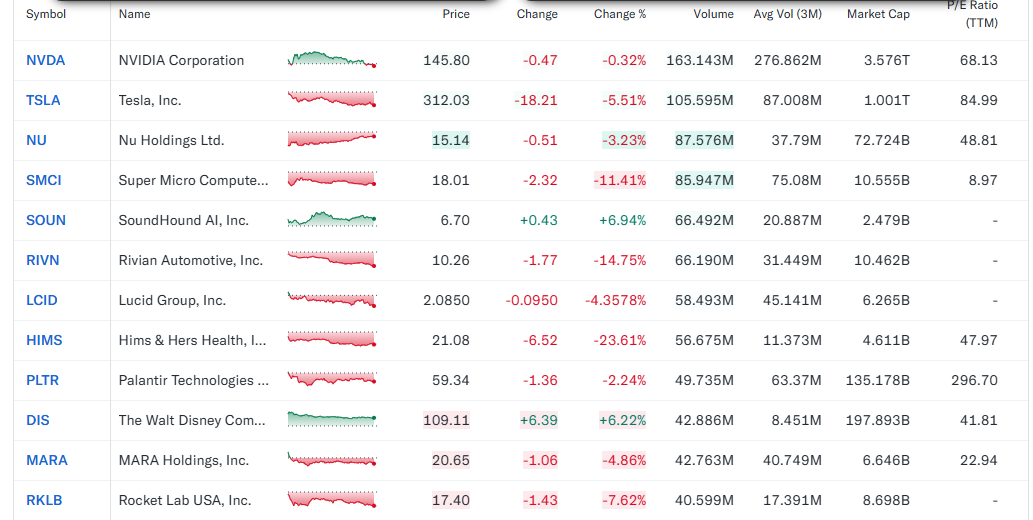 Symbol Name Price Change Change % Volume Avg Vol (3M) Market Cap P/E Ratio (TTM)
NVDA NVIDIA Corporation 145.80 -0.47 -0.32% 163.143M 276.862M 3.576T 68.13
TSLA Tesla, Inc. 312.03 -18.21 -5.51% 105.595M 87.008M 1.001T 84.99
NU Nu Holdings Ltd. 15.14 -0.51 -3.23% 87.576M 37.79M 72.724B 48.81
SMCI Super Micro Compute... 18.01 -2.32 -11.41% 85.947M 75.08M 10.555B 8.97
SOUN SoundHound AI, Inc. 6.70 +0.43 +6.94% 66.492M 20.887M 2.479B -
RIVN Rivian Automotive, Inc. 10.26 -1.77 -14.75% 66.190M 31.449M 10.462B -
LCID Lucid Group, Inc. 2.0850 -0.0950 -4.3578% 58.493M 45.141M 6.265B -
HIMS Hims & Hers Health, I... 21.08 -6.52 -23.61% 56.675M 11.373M 4.611B 47.97
PLTR Palantir Technologies ... 59.34 -1.36 -2.24% 49.735M 63.37M 135.178B 296.70
DIS The Walt Disney Com... 109.11 +6.39 +6.22% 42.886M 8.451M 197.893B 41.81
MARA MARA Holdings, Inc. 20.65 -1.06 -4.86% 42.763M 40.749M 6.646B 22.94
RKLB Rocket Lab USA, Inc. 17.40 -1.43 -7.62% 40.599M 17.391M 8.698B -